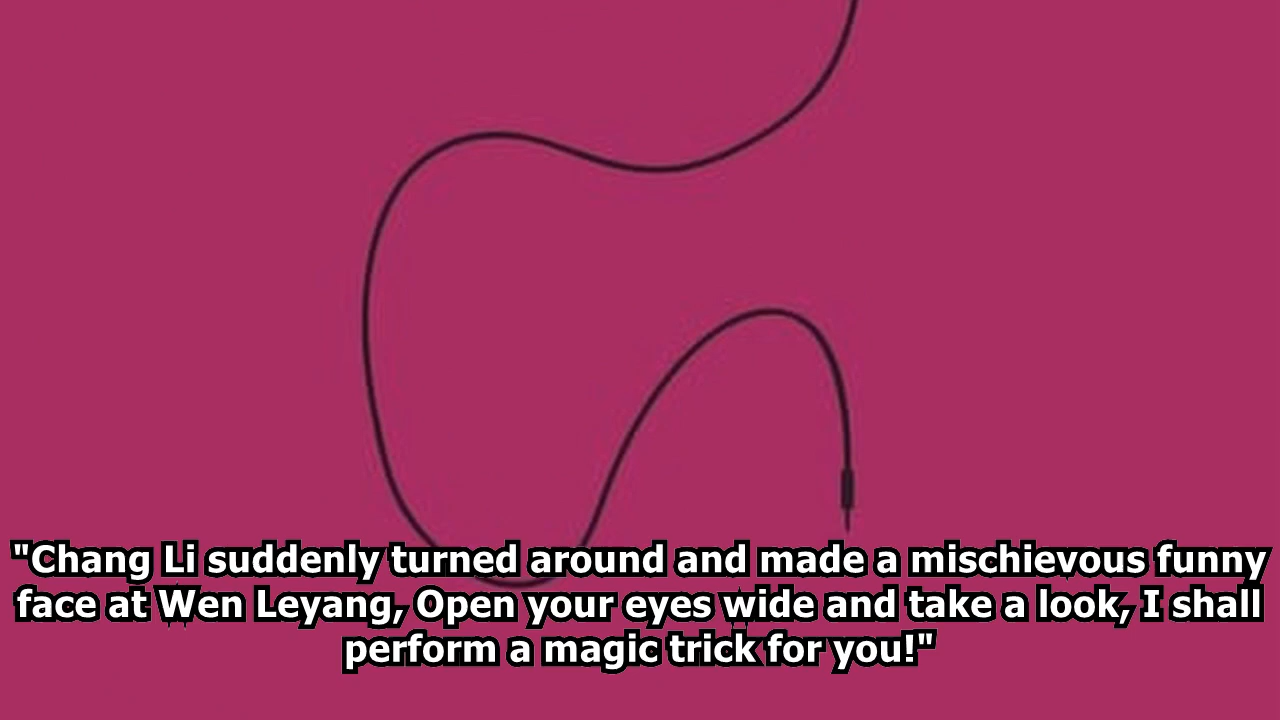 "Chang Li suddenly turned around and made a mischievous funny
face at Wen Leyang, Open your eyes wide and take a look, I shall
perform a magic trick for you!"